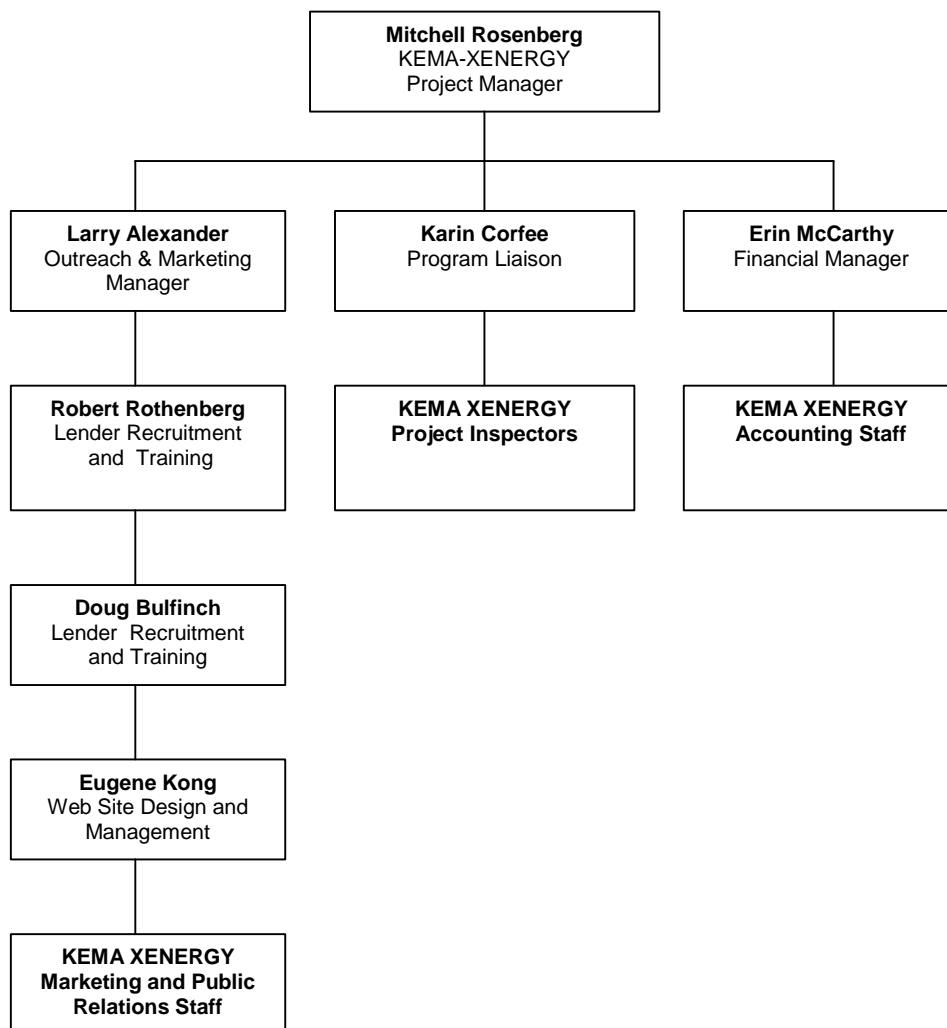 Mitchell Rosenberg
KEMA-XENERGY
Project Manager
Larry Alexander
Outreach & Marketing
Manager
Karin Corfee
Program Liaison
Erin McCarthy
Financial Manager
Robert Rothenberg
Lender Recruitment
and Training
KEMA XENERGY
Project Inspectors
KEMA XENERGY
Accounting Staff
Doug Bulfinch
Lender Recruitment
and Training
Eugene Kong
Web Site Design and
Management
KEMA XENERGY
Marketing and Public
Relations Staff